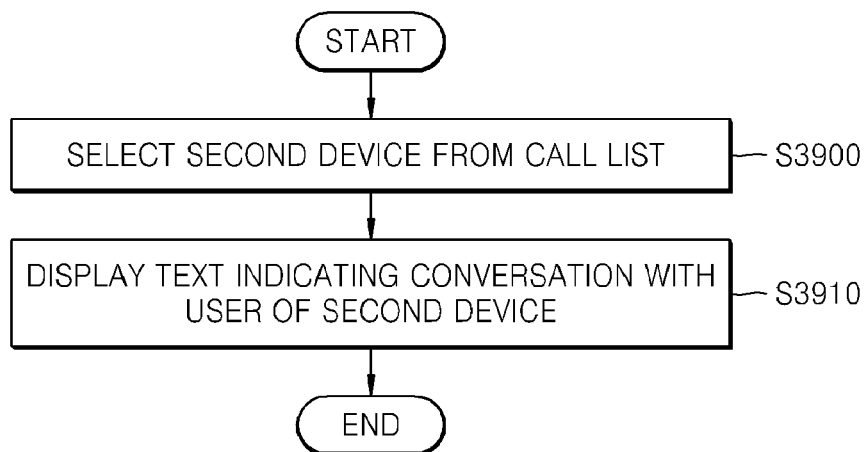 START
SELECT SECOND DEVICE FROM CALL LIST
S3900
DISPLAY TEXT INDICATING CONVERSATION WITH
USER OF SECOND DEVICE
S3910
END